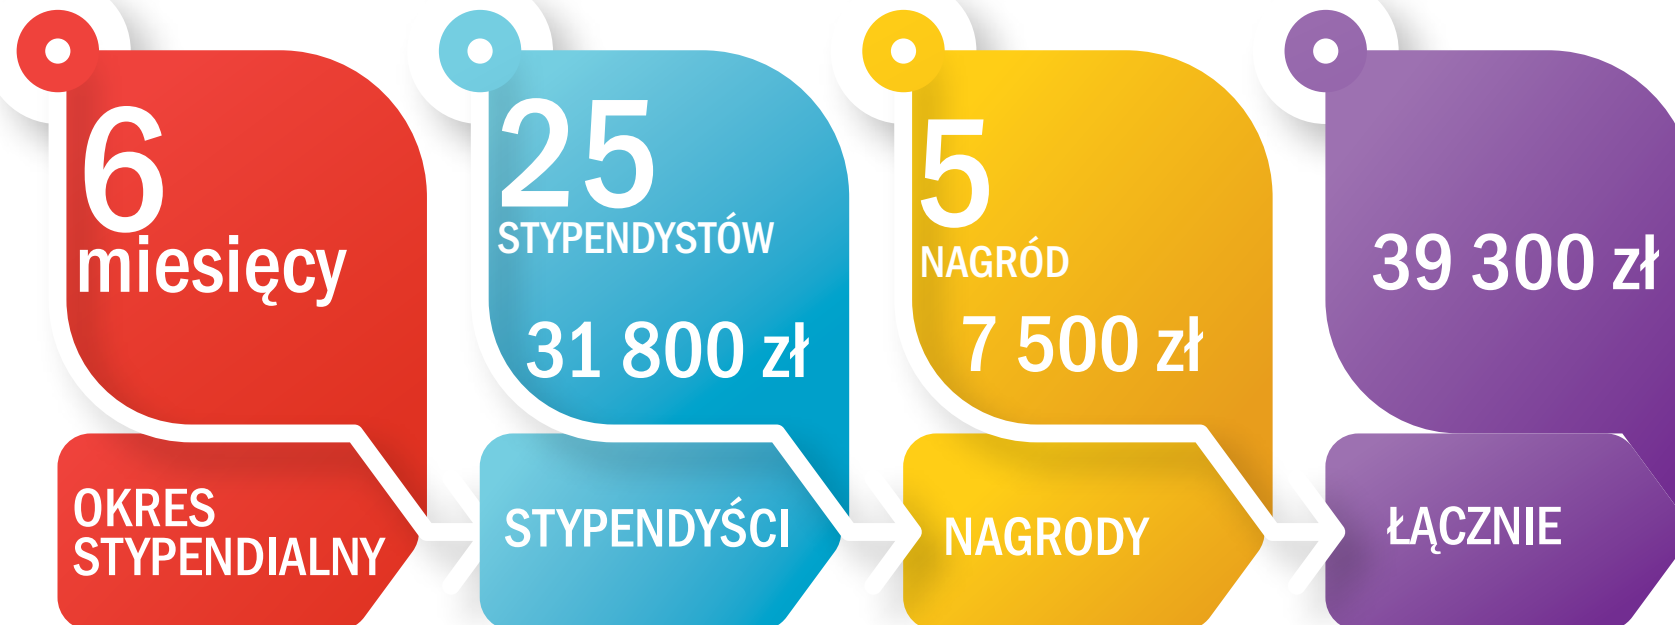 6
miesięcy
OKRES
STYPENDIALNY
25
STYPENDYSTÓW
31 800 zł
STYPENDYŚCI
5
NAGRÓD
7 500 zł
NAGRODY
39 300 zł
ŁĄCZNIE